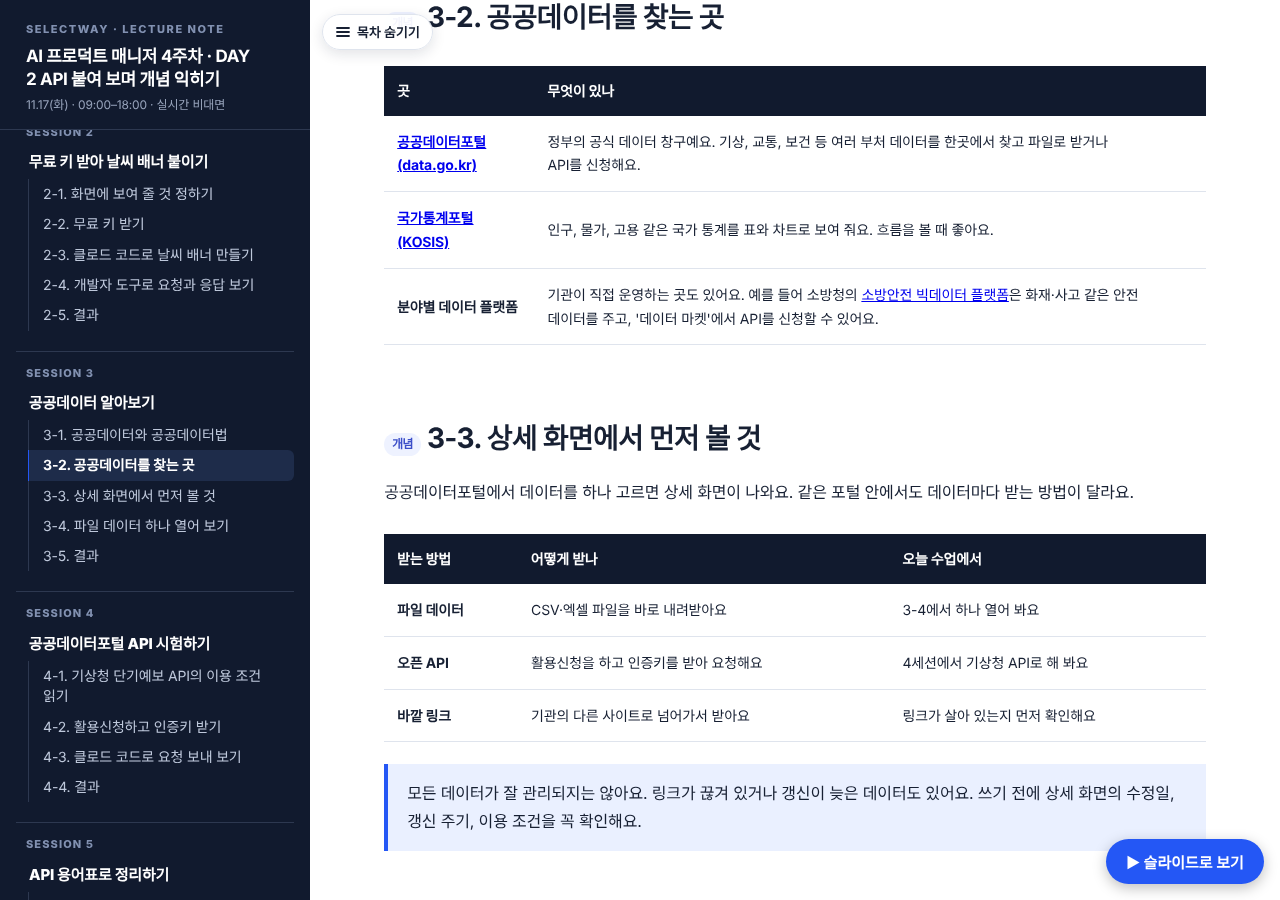 SELECTWAY · LECTURE NOTE
AI 프로덕트 매니저 4주차 · DAY
2 API 붙여 보며 개념 익히기
11.17(화) · 09:00–18:00 · 실시간 비대면
SESSION 2
무료 키 받아 날씨 배너 붙이기
2-1. 화면에 보여 줄 것 정하기
2-2. 무료 키 받기
2-3. 클로드 코드로 날씨 배너 만들기
2-4. 개발자 도구로 요청과 응답 보기
2-5. 결과
SESSION 3
공공데이터 알아보기
3-1. 공공데이터와 공공데이터법
3-2. 공공데이터를 찾는 곳
3-3. 상세 화면에서 먼저 볼 것
3-4. 파일 데이터 하나 열어 보기
3-5. 결과
SESSION 4
공공데이터포털 API 시험하기
4-1. 기상청 단기예보 API의 이용 조건
읽기
4-2. 활용신청하고 인증키 받기
4-3. 클로드 코드로 요청 보내 보기
4-4. 결과
SESSION 5
API 용어표로 정리하기
목차 숨기기
3-2. 공공데이터를 찾는 곳
곳 무엇이 있나
공공데이터포털
(data.go.kr)
정부의 공식 데이터 창구예요. 기상, 교통, 보건 등 여러 부처 데이터를 한곳에서 찾고 파일로 받거나
API를 신청해요.
국가통계포털
(KOSIS)
인구, 물가, 고용 같은 국가 통계를 표와 차트로 보여 줘요. 흐름을 볼 때 좋아요.
분야별 데이터 플랫폼
기관이 직접 운영하는 곳도 있어요. 예를 들어 소방청의 소방안전 빅데이터 플랫폼은 화재·사고 같은 안전
데이터를 주고, '데이터 마켓'에서 API를 신청할 수 있어요.
개념 3-3. 상세 화면에서 먼저 볼 것
공공데이터포털에서 데이터를 하나 고르면 상세 화면이 나와요. 같은 포털 안에서도 데이터마다 받는 방법이 달라요.
받는 방법 어떻게 받나 오늘 수업에서
파일 데이터 CSV·엑셀 파일을 바로 내려받아요 3-4에서 하나 열어 봐요
오픈 API 활용신청을 하고 인증키를 받아 요청해요 4세션에서 기상청 API로 해 봐요
바깥 링크 기관의 다른 사이트로 넘어가서 받아요 링크가 살아 있는지 먼저 확인해요
모든 데이터가 잘 관리되지는 않아요. 링크가 끊겨 있거나 갱신이 늦은 데이터도 있어요. 쓰기 전에 상세 화면의 수정일,
갱신 주기, 이용 조건을 꼭 확인해요.
▶ 슬라이드로 보기